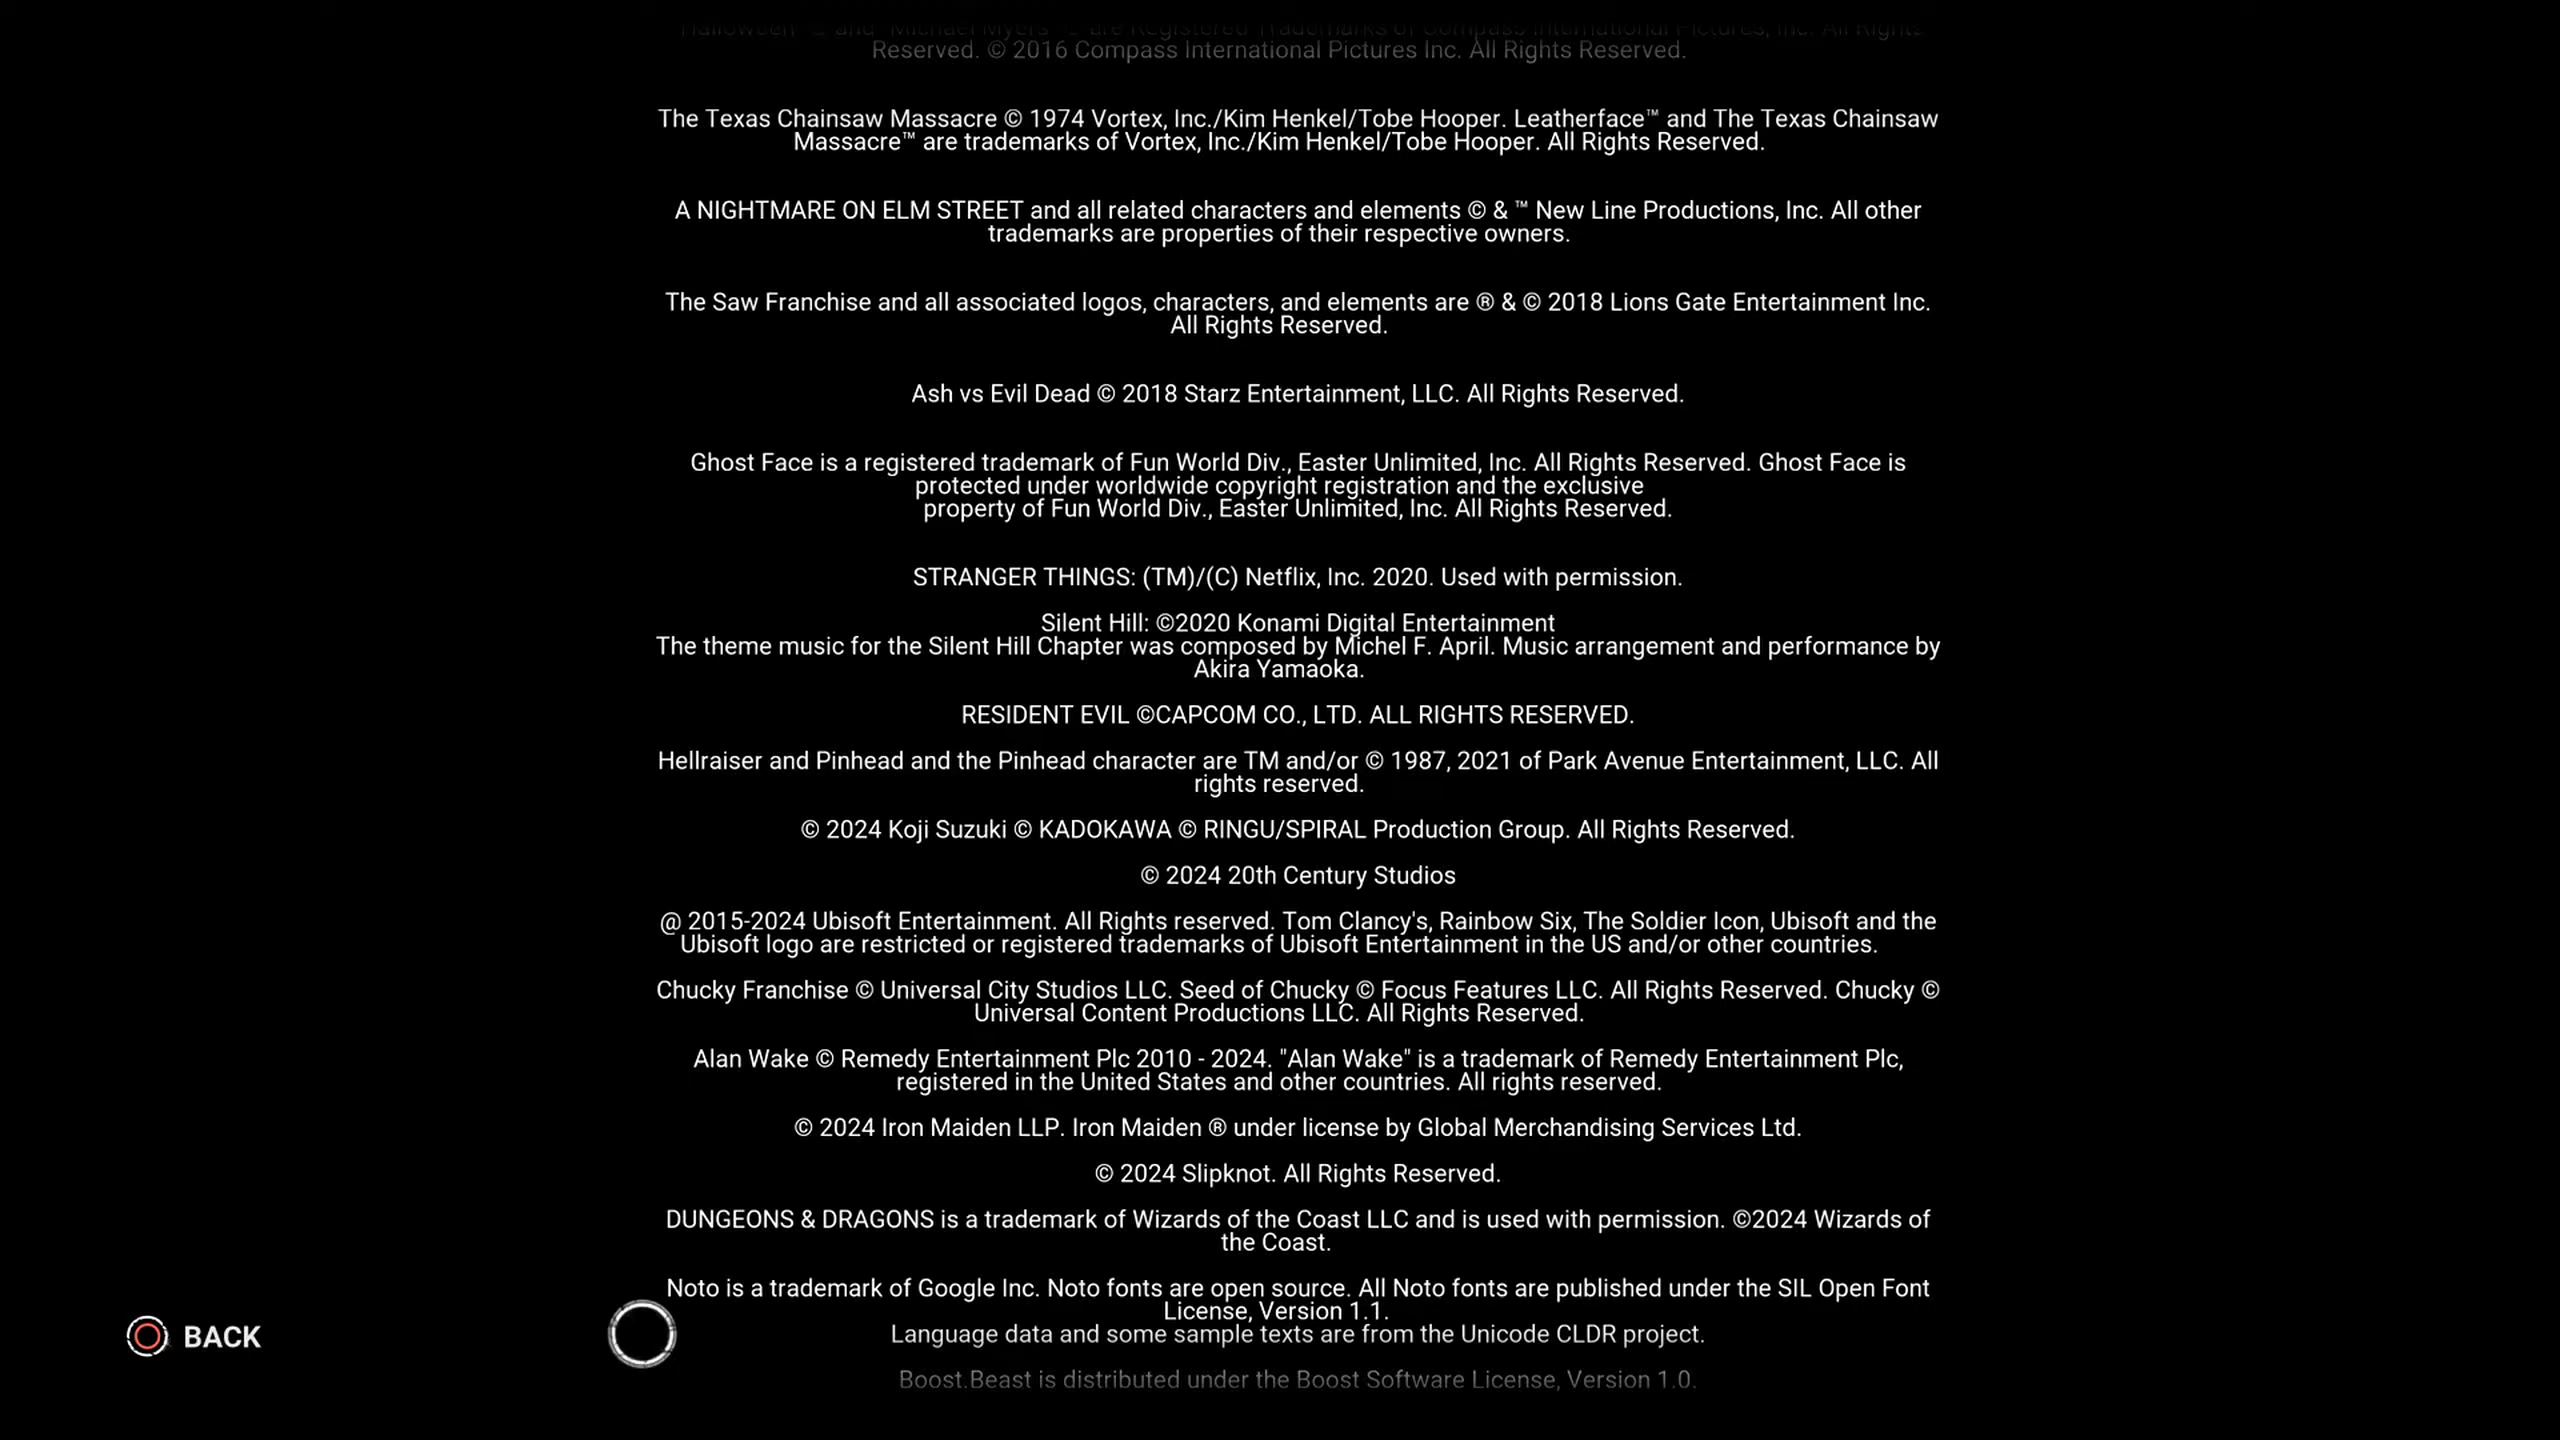 Halloween © and "Michael Myers" © are Registered Trademarks of Compass International Pictures, Inc. All Rights
Reserved. © 2016 Compass International Pictures Inc. All Rights Reserved.
The Texas Chainsaw Massacre © 1974 Vortex, Inc./Kim Henkel/Tobe Hooper. Leatherface™ and The Texas Chainsaw
Massacre™ are trademarks of Vortex, Inc./Kim Henkel/Tobe Hooper. All Rights Reserved.
A NIGHTMARE ON ELM STREET and all related characters and elements © & ™ New Line Productions, Inc. All other
trademarks are properties of their respective owners.
The Saw Franchise and all associated logos, characters, and elements are ® & © 2018 Lions Gate Entertainment Inc.
All Rights Reserved.
Ash vs Evil Dead © 2018 Starz Entertainment, LLC. All Rights Reserved.
Ghost Face is a registered trademark of Fun World Div., Easter Unlimited, Inc. All Rights Reserved. Ghost Face is
protected under worldwide copyright registration and the exclusive
property of Fun World Div., Easter Unlimited, Inc. All Rights Reserved.
STRANGER THINGS: (TM)/(C) Netflix, Inc. 2020. Used with permission.
Silent Hill: ©2020 Konami Digital Entertainment
The theme music for the Silent Hill Chapter was composed by Michel F. April. Music arrangement and performance by
Akira Yamaoka.
RESIDENT EVIL ©CAPCOM CO., LTD. ALL RIGHTS RESERVED.
Hellraiser and Pinhead and the Pinhead character are TM and/or © 1987, 2021 of Park Avenue Entertainment, LLC. All
rights reserved.
© 2024 Koji Suzuki © KADOKAWA © RINGU/SPIRAL Production Group. All Rights Reserved.
© 2024 20th Century Studios
@ 2015-2024 Ubisoft Entertainment. All Rights reserved. Tom Clancy's, Rainbow Six, The Soldier Icon, Ubisoft and the
Ubisoft logo are restricted or registered trademarks of Ubisoft Entertainment in the US and/or other countries.
Chucky Franchise © Universal City Studios LLC. Seed of Chucky © Focus Features LLC. All Rights Reserved. Chucky ©
Universal Content Productions LLC. All Rights Reserved.
Alan Wake © Remedy Entertainment Plc 2010 - 2024. "Alan Wake" is a trademark of Remedy Entertainment Plc,
registered in the United States and other countries. All rights reserved.
© 2024 Iron Maiden LLP. Iron Maiden ® under license by Global Merchandising Services Ltd.
© 2024 Slipknot. All Rights Reserved.
DUNGEONS & DRAGONS is a trademark of Wizards of the Coast LLC and is used with permission. ©2024 Wizards of
the Coast.
Noto is a trademark of Google Inc. Noto fonts are open source. All Noto fonts are published under the SIL Open Font
License, Version 1.1.
Language data and some sample texts are from the Unicode CLDR project.
Boost.Beast is distributed under the Boost Software License, Version 1.0.
BACK